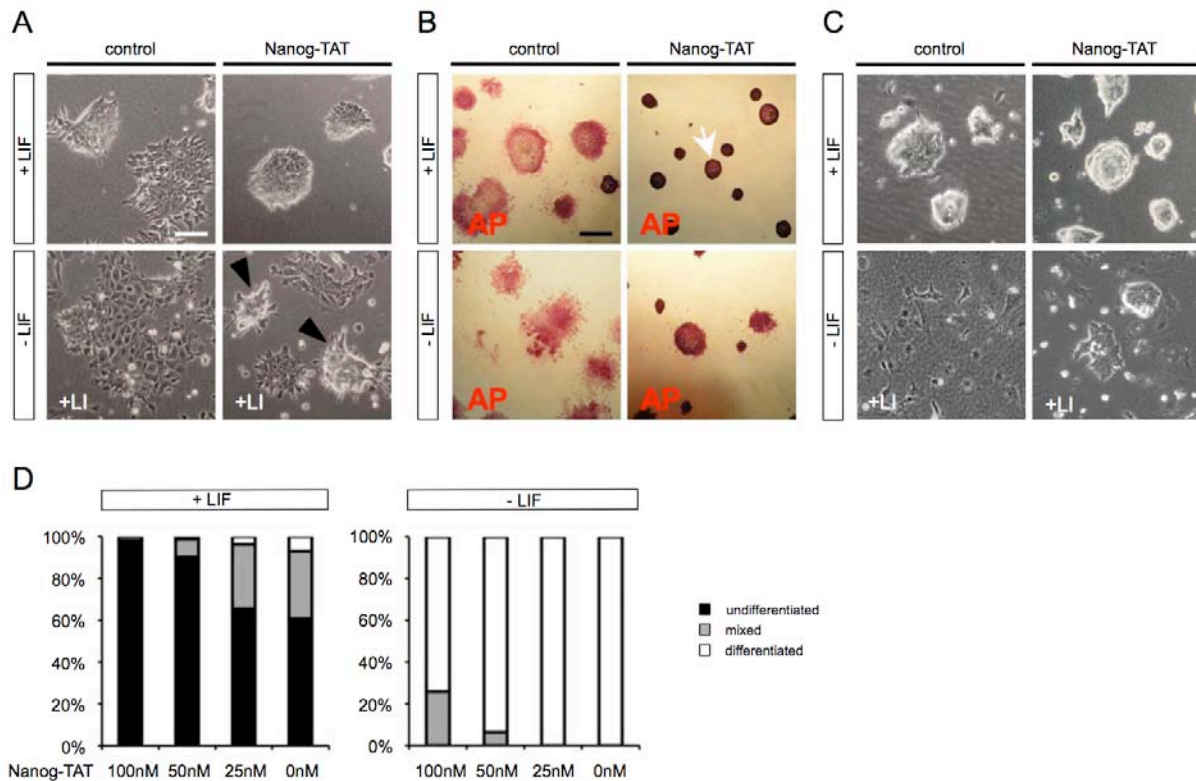 A
control
Nanog-TAT
+ LIF
- LIF
+LI
+LI
B
control
Nanog-TAT
+ LIF
- LIF
AP
AP
AP
AP
C
control
Nanog-TAT
+ LIF
- LIF
+LI
D
+ LIF
- LIF
100%
80%
60%
40%
20%
0%
100%
80%
60%
40%
20%
0%
Nanog-TAT 100nM 50nM 25nM 0nM
100nM 50nM 25nM 0nM
undifferentiated
mixed
differentiated